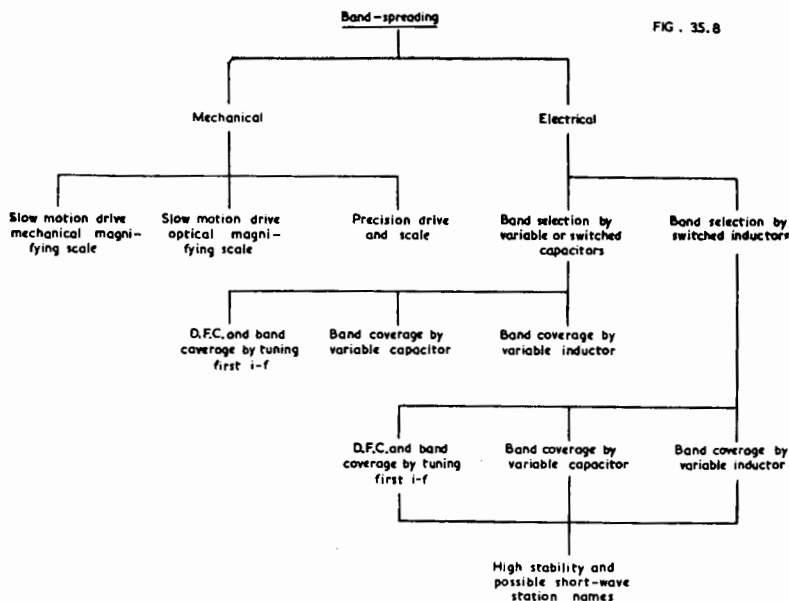 Band-spreading
FIG. 35.8
Mechanical
Electrical
Slow motion drive
mechanical magni-
fying scale
Slow motion drive
optical magni-
fying scale
Precision drive
and scale
Band selection by
variable or switched
capacitors
Band selection by
switched inductors
D.F.C. and band
coverage by tuning
first i-f
Band coverage by
variable capacitor
Band coverage by
variable inductor
D.F.C. and band
coverage by tuning
first i-f
Band coverage by
variable capacitor
Band coverage by
variable inductor
High stability and
possible short-wave
station names